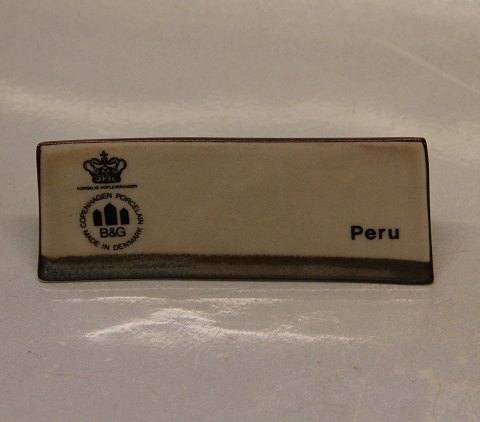 KONGELIG HOFLEVERANDØR
COPENHAGEN PORCELAIN
B&G
MADE IN DENMARK
Peru